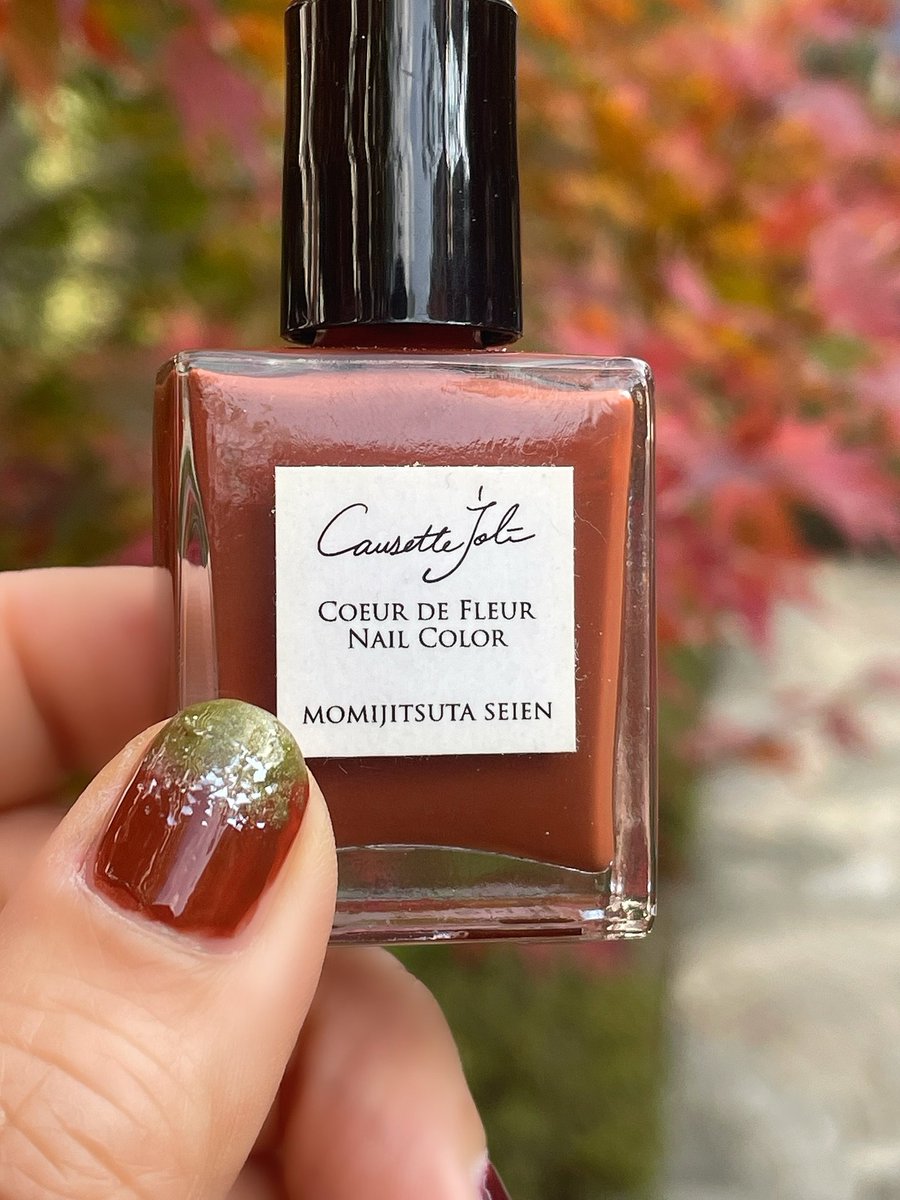 Causette Joli
COEUR DE FLEUR
NAIL COLOR
MOMIJITSUTA SEIEN